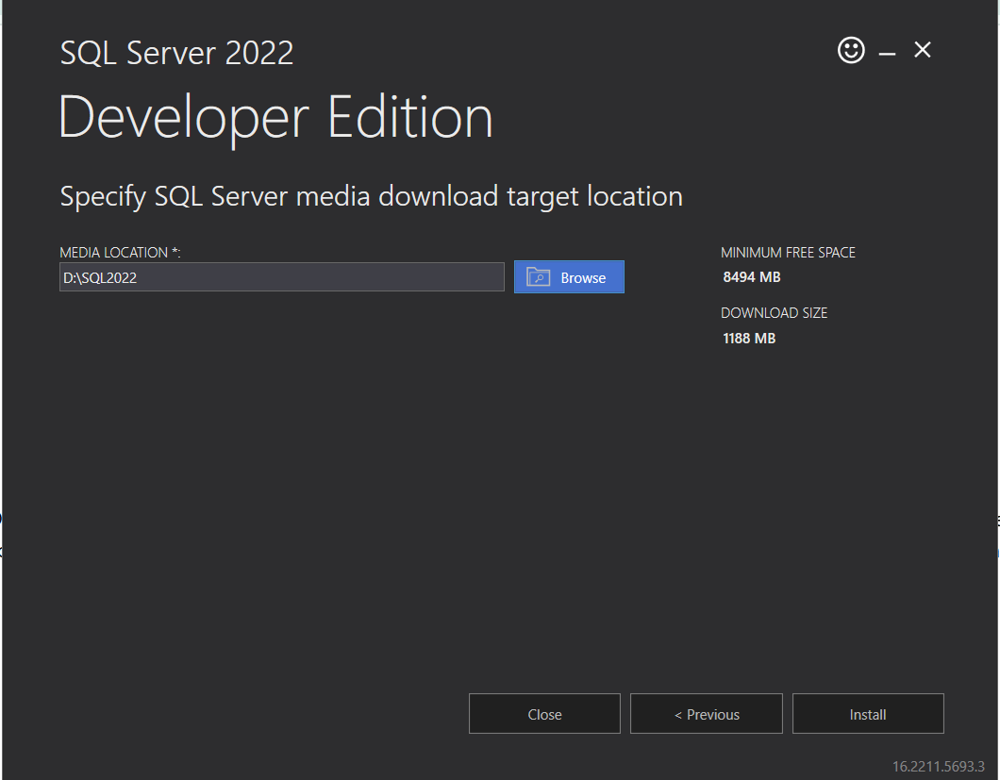 SQL Server 2022
Developer Edition
Specify SQL Server media download target location
MEDIA LOCATION *:
D:\SQL2022
Browse
MINIMUM FREE SPACE
8494 MB
DOWNLOAD SIZE
1188 MB
Close
< Previous
Install
16.2211.5693.3